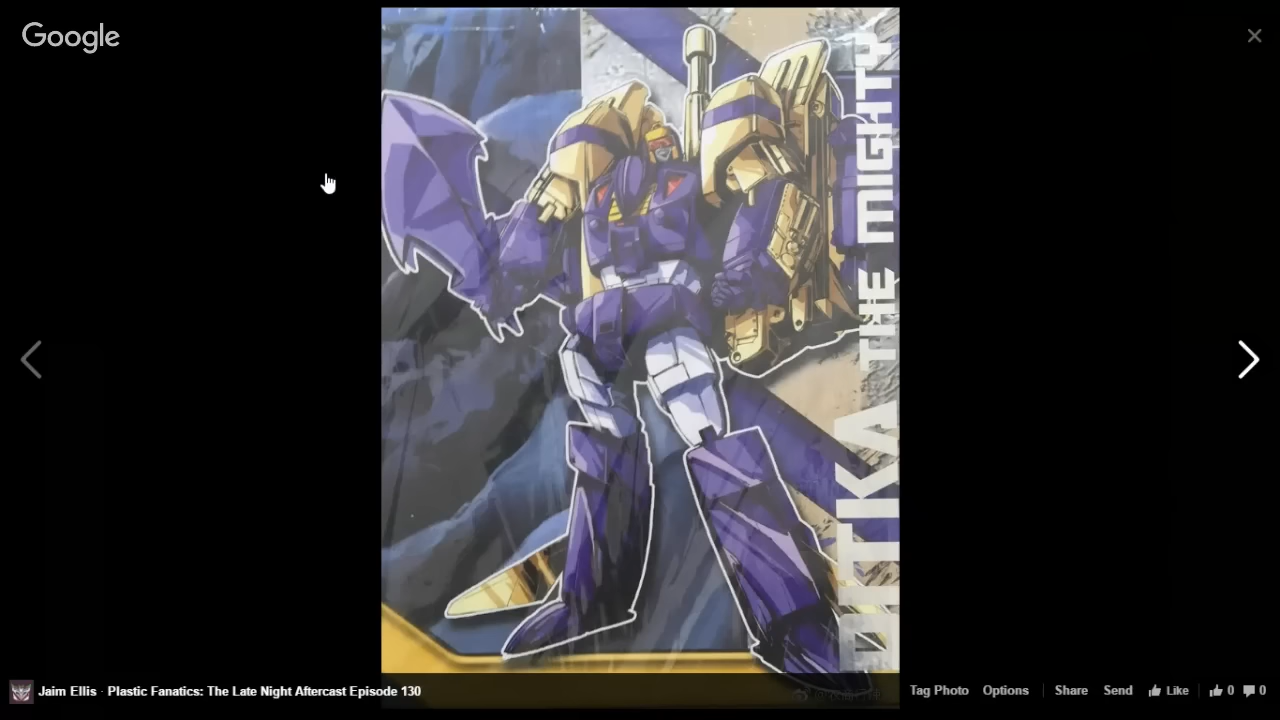 Google
DITKA THE MIGHTY
Jaim Ellis · Plastic Fanatics: The Late Night Aftercast Episode 130
Tag Photo Options Share Send Like 0 0